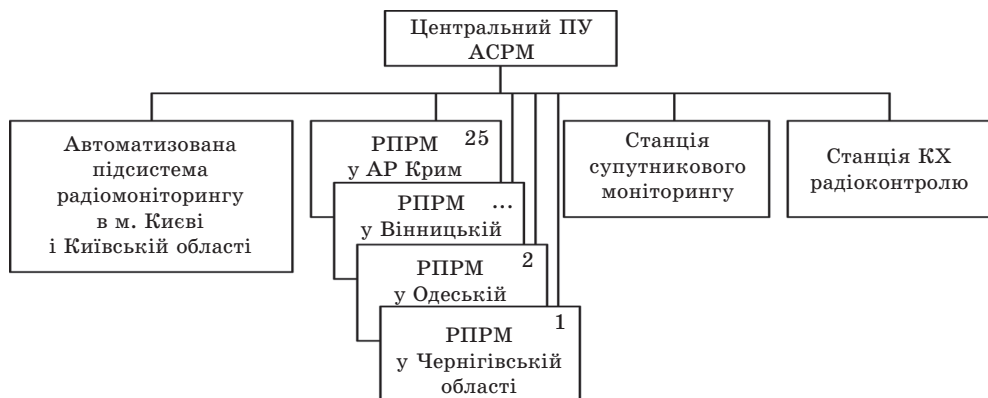 Центральний ПУ
АСРМ
Автоматизована
підсистема
радіомоніторингу
в м. Києві
і Київській області
25
РПРМ
у АР Крим
РПРМ ...
у Вінницькій
2
РПРМ
у Одеській
1
РПРМ
у Чернігівській
області
Станція
супутникового
моніторингу
Станція КХ
радіоконтролю